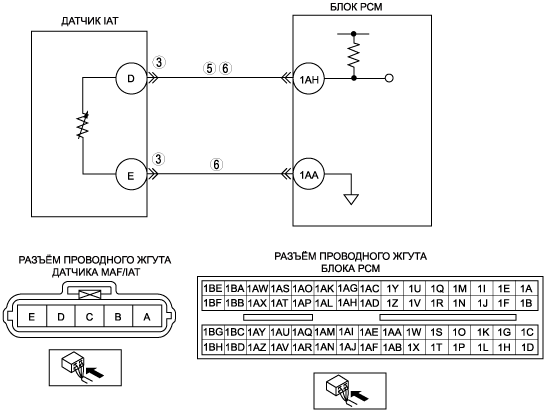 ДАТЧИК IAT
БЛОК PCM
D
3
5 6
1AH
E
3
6
1AA
РАЗЪЁМ ПРОВОДНОГО ЖГУТА
ДАТЧИКА MAF/IAT
E D C B A
РАЗЪЁМ ПРОВОДНОГО ЖГУТА
БЛОКА PCM
1BE 1BA 1AW 1AS 1AO 1AK 1AG 1AC 1Y 1U 1Q 1M 1I 1E 1A
1BF 1BB 1AX 1AT 1AP 1AL 1AH 1AD 1Z 1V 1R 1N 1J 1F 1B
1BG 1BC 1AY 1AU 1AQ 1AM 1AI 1AE 1AA 1W 1S 1O 1K 1G 1C
1BH 1BD 1AZ 1AV 1AR 1AN 1AJ 1AF 1AB 1X 1T 1P 1L 1H 1D